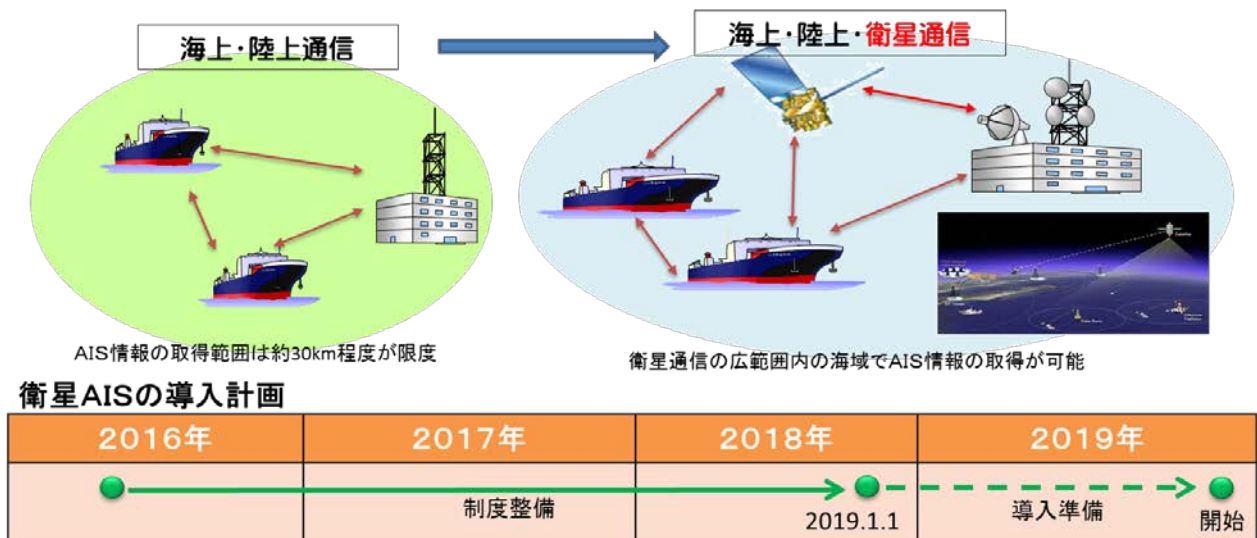 海上・陸上通信
海上・陸上・衛星通信
AIS情報の取得範囲は約30km程度が限度
衛星通信の広範囲内の海域でAIS情報の取得が可能
衛星AISの導入計画
2016年 2017年 2018年 2019年
制度整備 2019.1.1 導入準備 開始